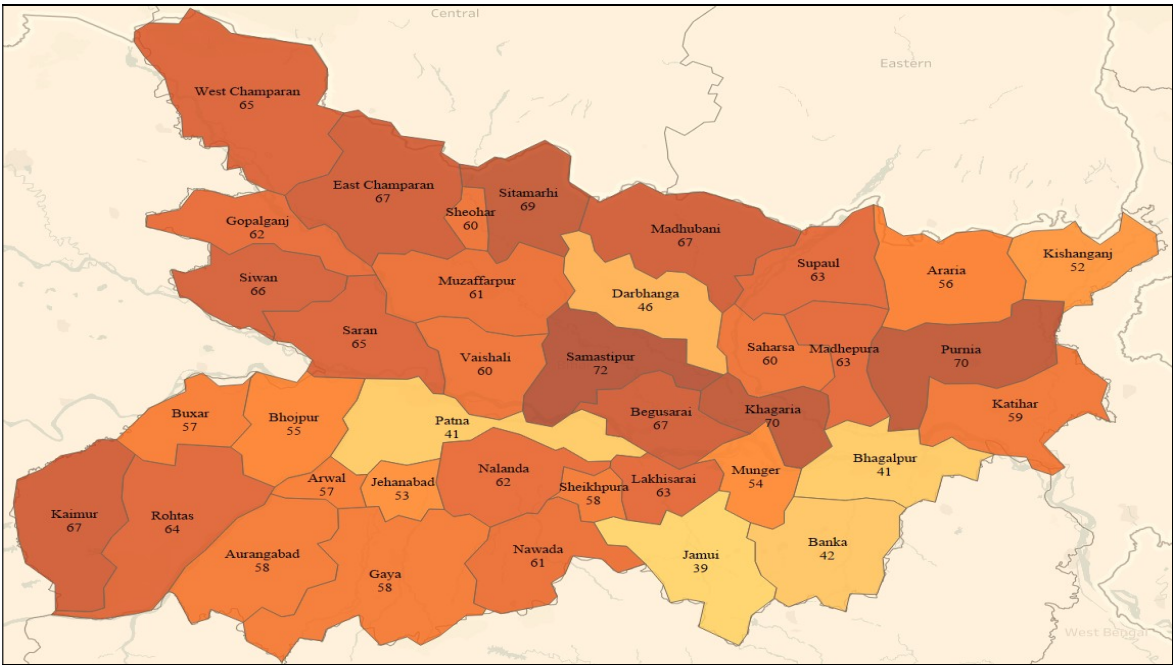 Central
Eastern
West Champaran
65
East Champaran
67
Sheohar
60
Sitamarhi
69
Gopalganj
62
Madhubani
67
Siwan
66
Muzaffarpur
61
Darbhanga
46
Supaul
63
Araria
56
Kishanganj
52
Saran
65
Vaishali
60
Samastipur
72
Saharsa
60
Madhepura
63
Purnia
70
Katihar
59
Buxar
57
Bhojpur
55
Patna
41
Begusarai
67
Khagaria
70
Bhagalpur
41
Arwal
57
Jehanabad
53
Nalanda
62
Sheikhpura
58
Lakhisarai
63
Munger
54
Kaimur
67
Rohtas
64
Aurangabad
58
Gaya
58
Nawada
61
Jamui
39
Banka
42
West Bengal